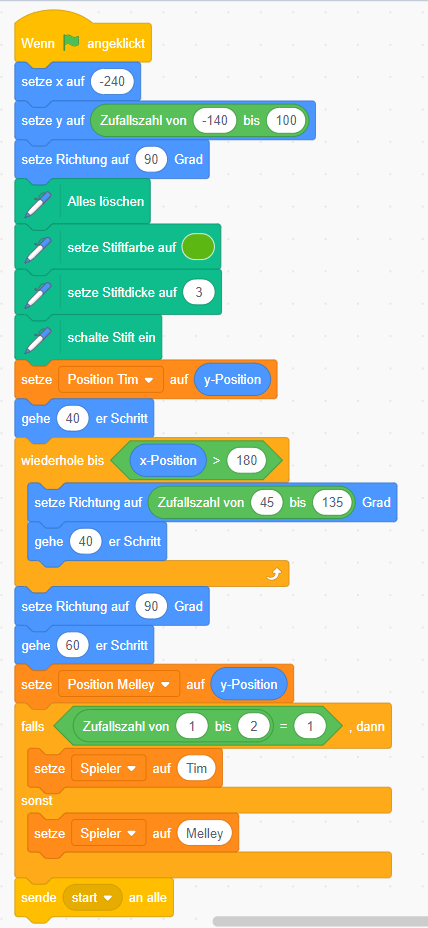 Wenn angeklickt
setze x auf -240
setze y auf Zufallszahl von -140 bis 100
setze Richtung auf 90 Grad
Alles löschen
setze Stiftfarbe auf
setze Stiftdicke auf 3
schalte Stift ein
setze Position Tim auf y-Position
gehe 40 er Schritt
wiederhole bis x-Position > 180
setze Richtung auf Zufallszahl von 45 bis 135 Grad
gehe 40 er Schritt
setze Richtung auf 90 Grad
gehe 60 er Schritt
setze Position Melley auf y-Position
falls Zufallszahl von 1 bis 2 = 1 , dann
setze Spieler auf Tim
sonst
setze Spieler auf Melley
sende start an alle